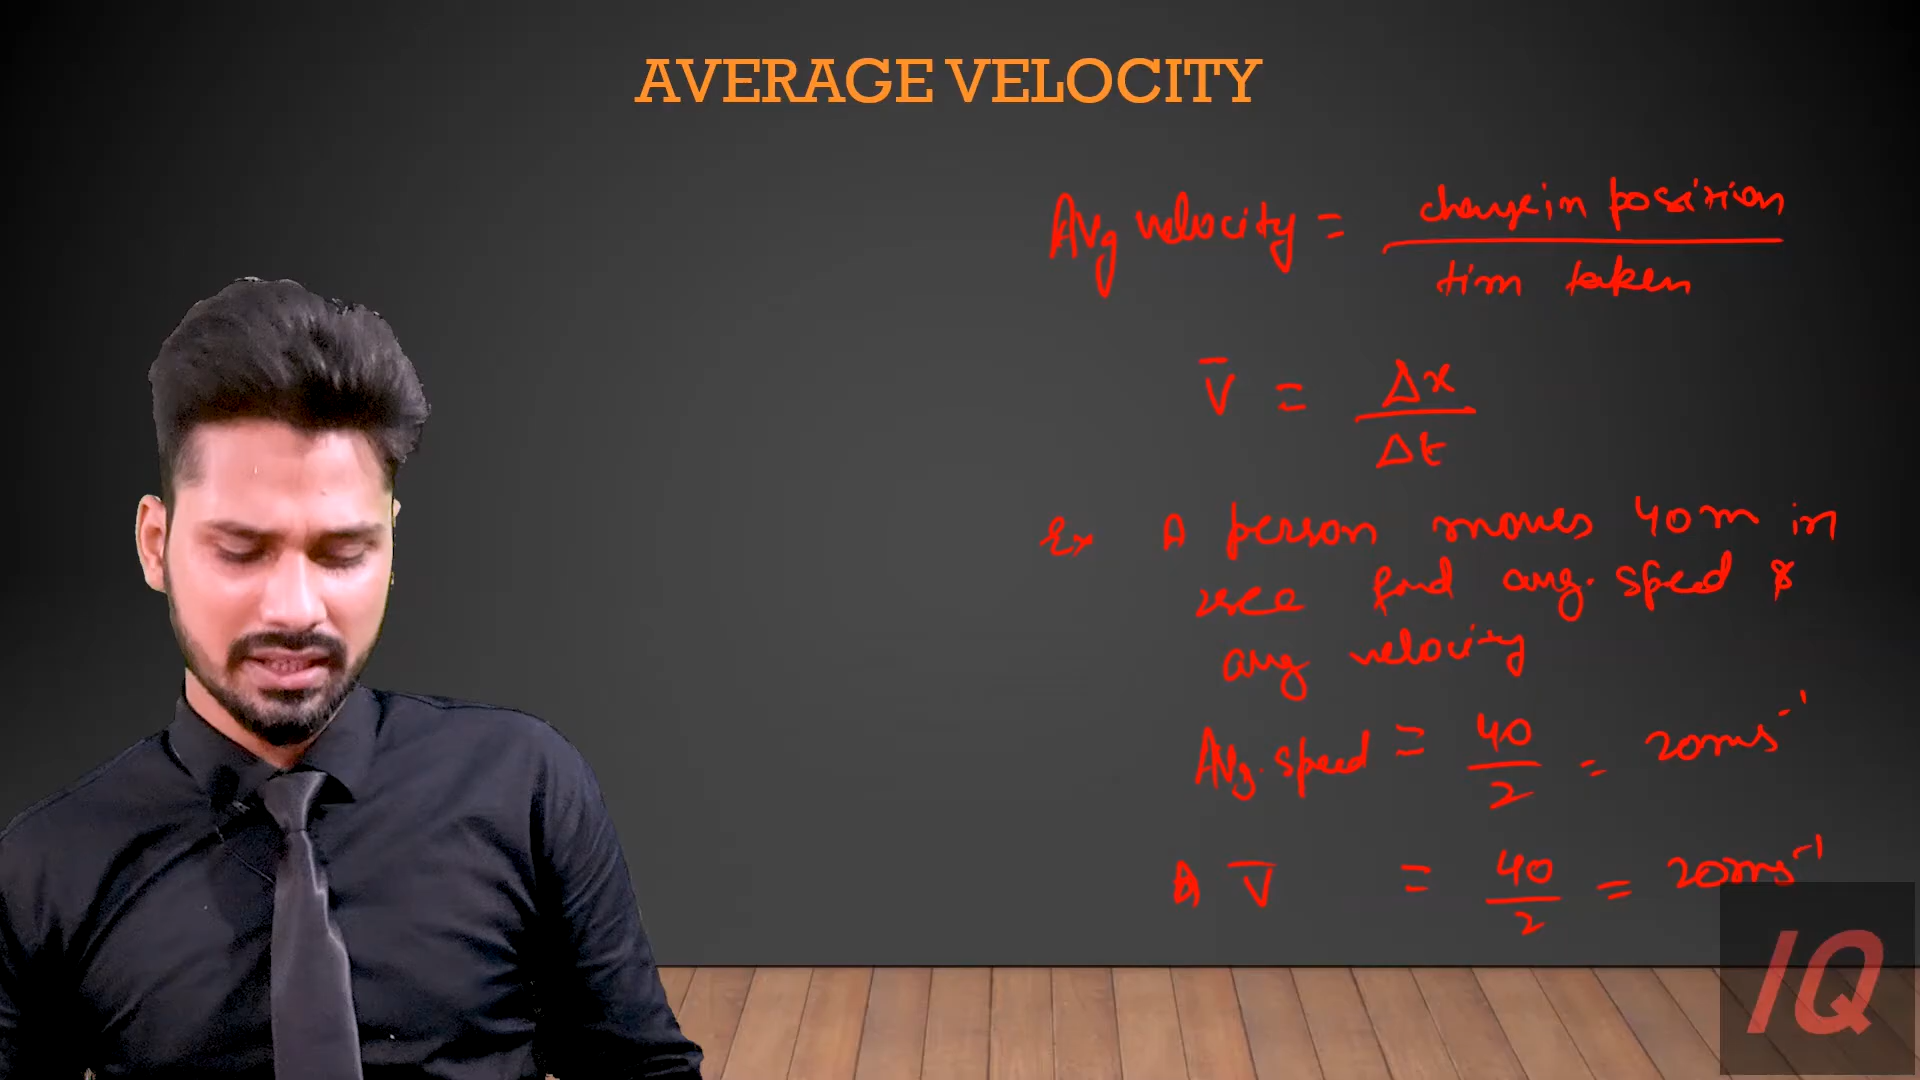 AVERAGE VELOCITY
Avg velocity = change in position
tim taken
V̄ = Δx
Δt
Ex A person moves 40m in
2sec find avg. speed &
avg velocity
Avg. speed = 40/2 = 20ms⁻¹
V̄ = 40/2 = 20ms⁻¹
IQ